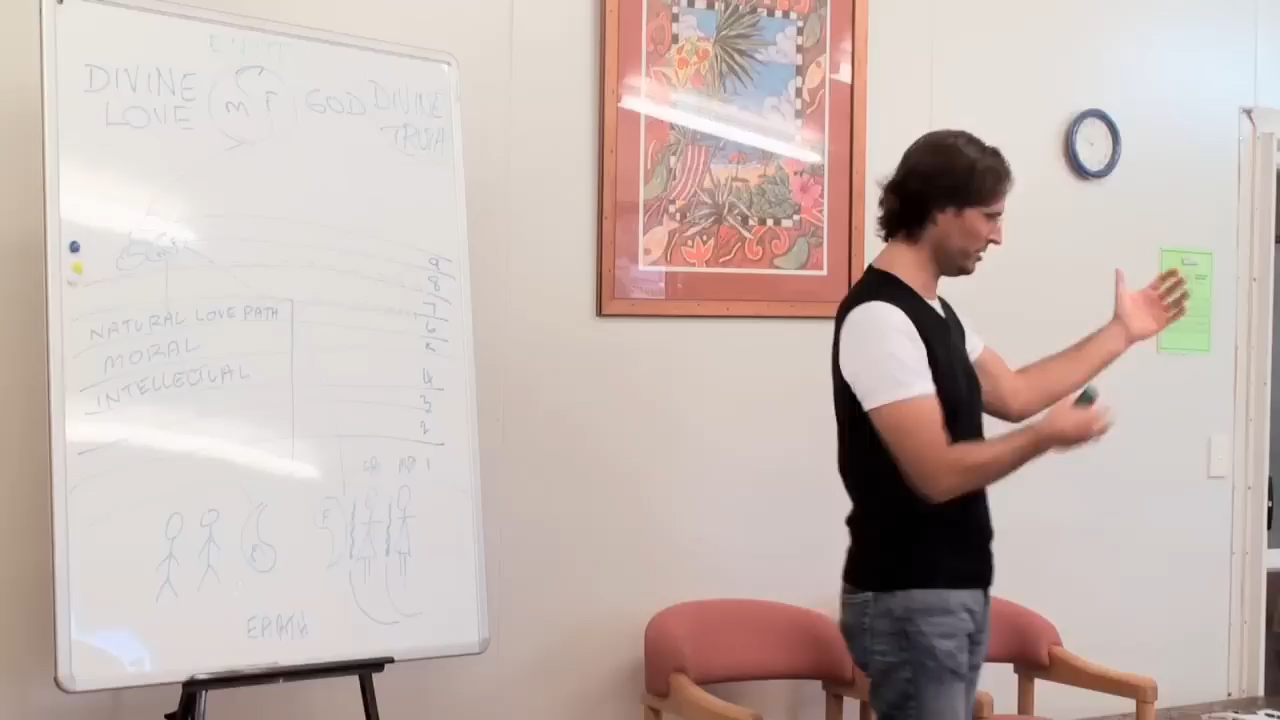 DIVINE
LOVE
M F
GOD
DIVINE
TRUTH
9
8
7
6
5
4
3
2
1
NATURAL LOVE PATH
MORAL
INTELLECTUAL
F
EARTH